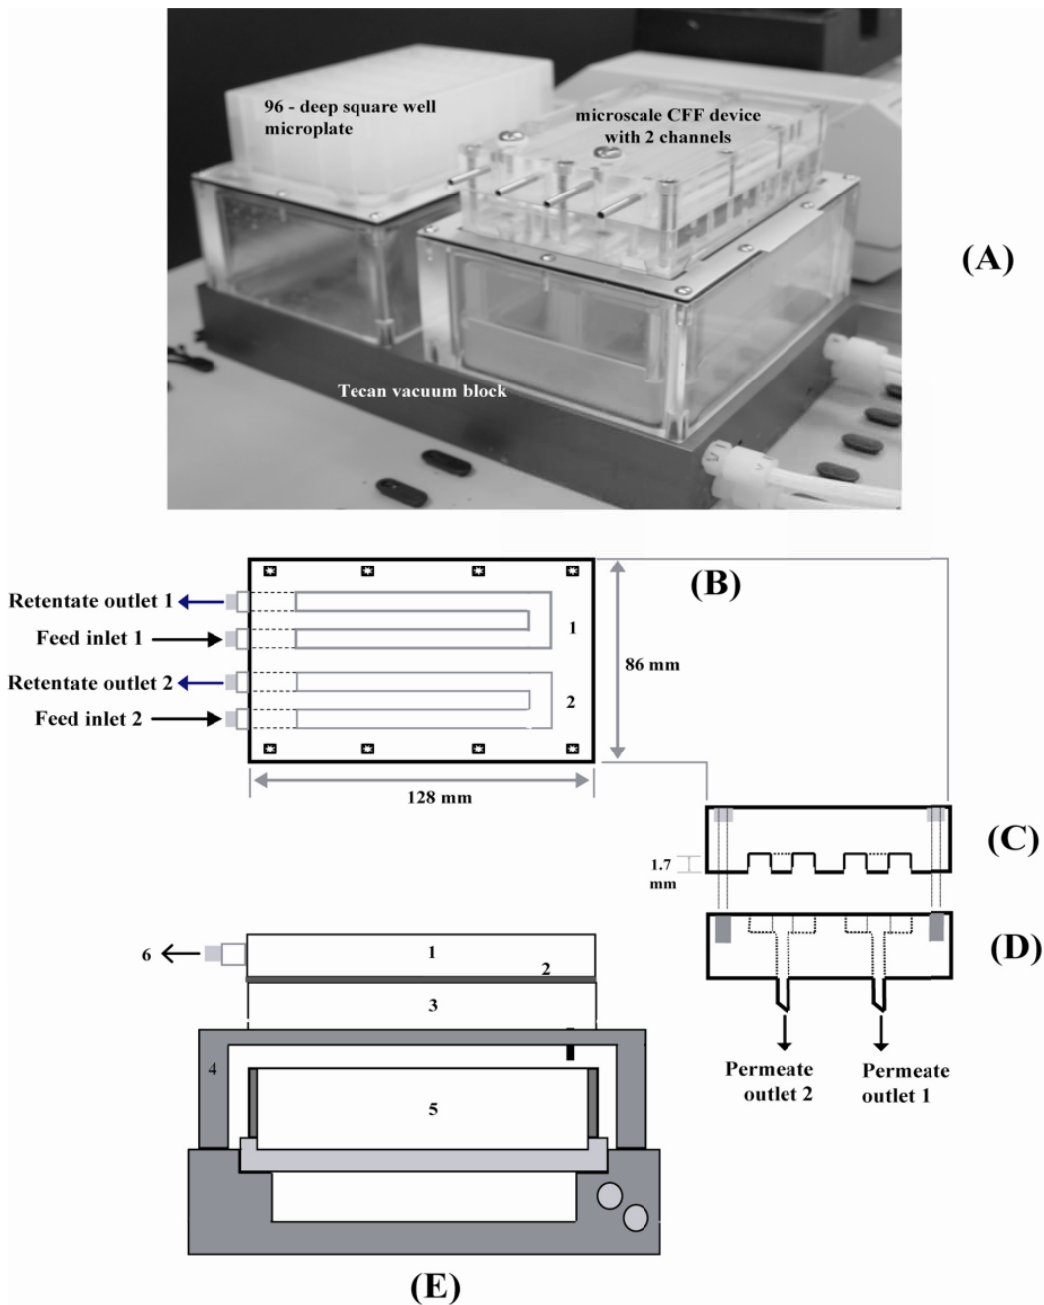 96 - deep square well
microplate
microscale CFF device
with 2 channels
(A)
Tecan vacuum block
(B)
Retentate outlet 1
Feed inlet 1
1
Retentate outlet 2
Feed inlet 2
2
86 mm
128 mm
(C)
1.7
mm
(D)
Permeate
outlet 2
Permeate
outlet 1
6
1
2
3
4
5
(E)